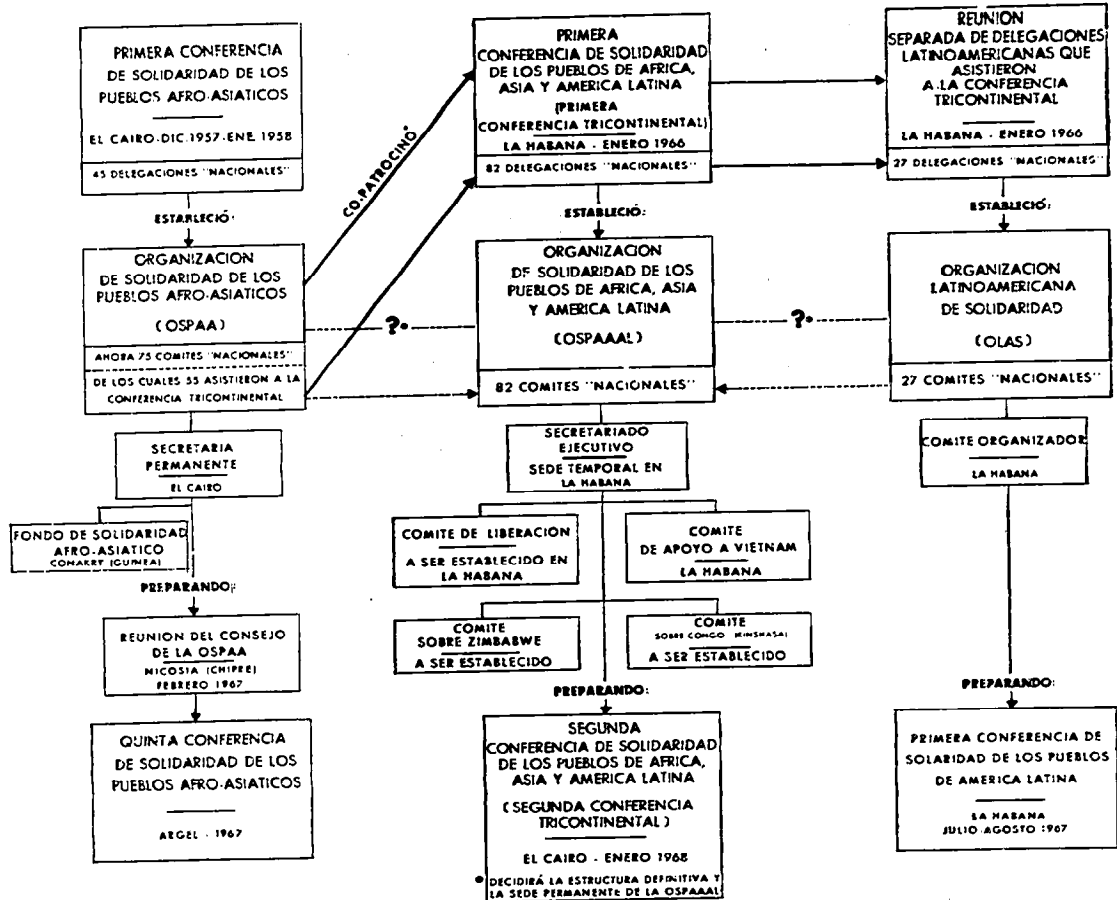 PRIMERA CONFERENCIA
DE SOLIDARIDAD DE LOS
PUEBLOS AFRO-ASIATICOS
EL CAIRO-DIC.1957-ENE 1958
45 DELEGACIONES "NACIONALES"
ESTABLECIÓ:
ORGANIZACION
DE SOLIDARIDAD DE LOS
PUEBLOS AFRO-ASIATICOS
(OSPAA)
AHORA 75 COMITES "NACIONALES"
DE LOS CUALES 55 ASISTIERON A LA
CONFERENCIA TRICONTINENTAL
SECRETARIA
PERMANENTE
EL CAIRO
FONDO DE SOLIDARIDAD
AFRO-ASIATICO
CONAKRY (GUINEA)
PREPARANDO:
REUNION DEL CONSEJO
DE LA OSPAA
NICOSIA (CHIPRE)
FEBRERO 1967
QUINTA CONFERENCIA
DE SOLIDARIDAD DE LOS
PUEBLOS AFRO-ASIATICOS
ARGEL - 1967
CO-PATROCINO*
?*
PRIMERA
CONFERENCIA DE SOLIDARIDAD
DE LOS PUEBLOS DE AFRICA,
ASIA Y AMERICA LATINA
(PRIMERA
CONFERENCIA TRICONTINENTAL)
LA HABANA - ENERO 1966
82 DELEGACIONES "NACIONALES"
ESTABLECIÓ:
ORGANIZACION
DE SOLIDARIDAD DE LOS
PUEBLOS DE AFRICA, ASIA
Y AMERICA LATINA
(OSPAAAL)
82 COMITES "NACIONALES"
SECRETARIADO
EJECUTIVO
SEDE TEMPORAL EN
LA HABANA
COMITE DE LIBERACION
A SER ESTABLECIDO EN
LA HABANA
COMITE
DE APOYO A VIETNAM
LA HABANA
COMITE
SOBRE ZIMBABWE
A SER ESTABLECIDO
COMITE
SOBRE CONGO (KINSHASA)
A SER ESTABLECIDO
PREPARANDO:
SEGUNDA
CONFERENCIA DE SOLIDARIDAD
DE LOS PUEBLOS DE AFRICA,
ASIA Y AMERICA LATINA
(SEGUNDA CONFERENCIA
TRICONTINENTAL)
EL CAIRO - ENERO 1968
* DECIDIRÁ LA ESTRUCTURA DEFINITIVA Y
LA SEDE PERMANENTE DE LA OSPAAAL
?*
REUNION
SEPARADA DE DELEGACIONES
LATINOAMERICANAS QUE
ASISTIERON
A LA CONFERENCIA
TRICONTINENTAL
LA HABANA - ENERO 1966
27 DELEGACIONES "NACIONALES"
ESTABLECIÓ:
ORGANIZACION
LATINOAMERICANA
DE SOLIDARIDAD
(OLAS)
27 COMITES "NACIONALES"
COMITE ORGANIZADOR
LA HABANA
PREPARANDO:
PRIMERA CONFERENCIA DE
SOLARIDAD DE LOS PUEBLOS
DE AMERICA LATINA
LA HABANA
JULIO-AGOSTO 1967